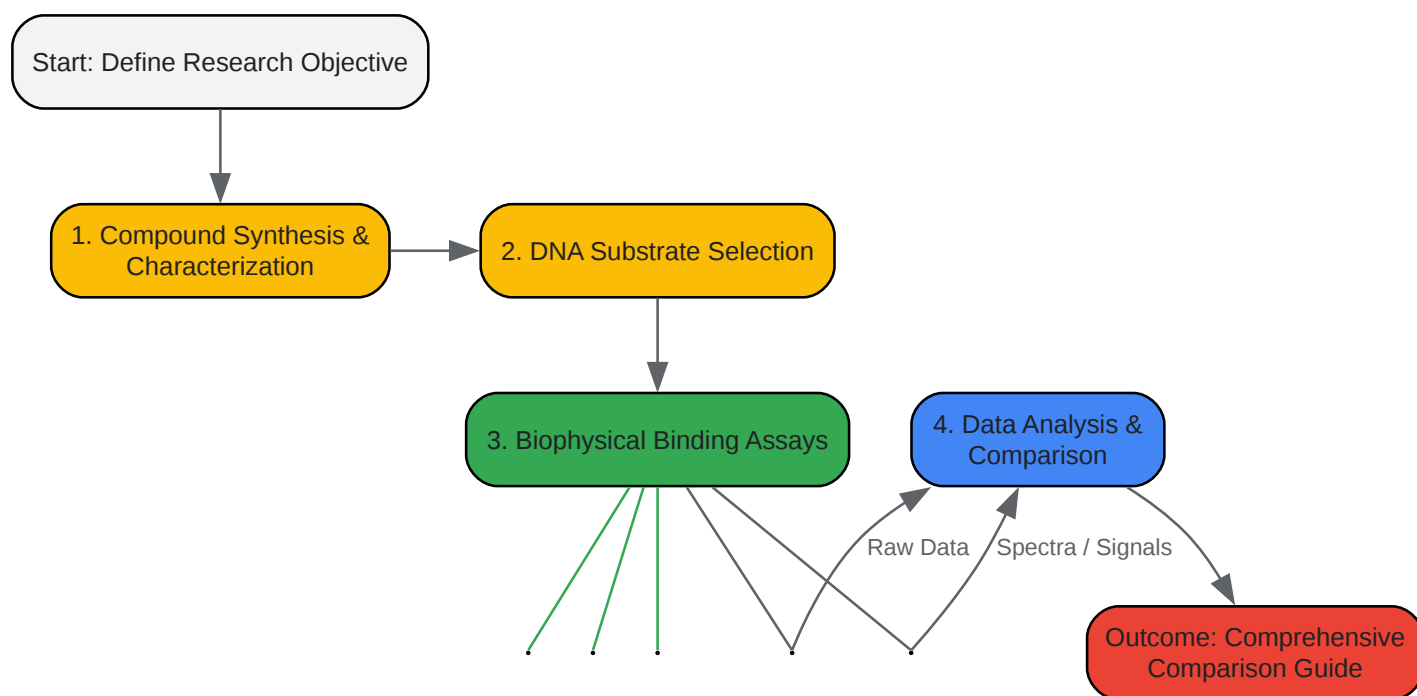 Start: Define Research Objective
1. Compound Synthesis &
Characterization
2. DNA Substrate Selection
3. Biophysical Binding Assays
4. Data Analysis &
Comparison
Raw Data
Spectra / Signals
Outcome: Comprehensive
Comparison Guide